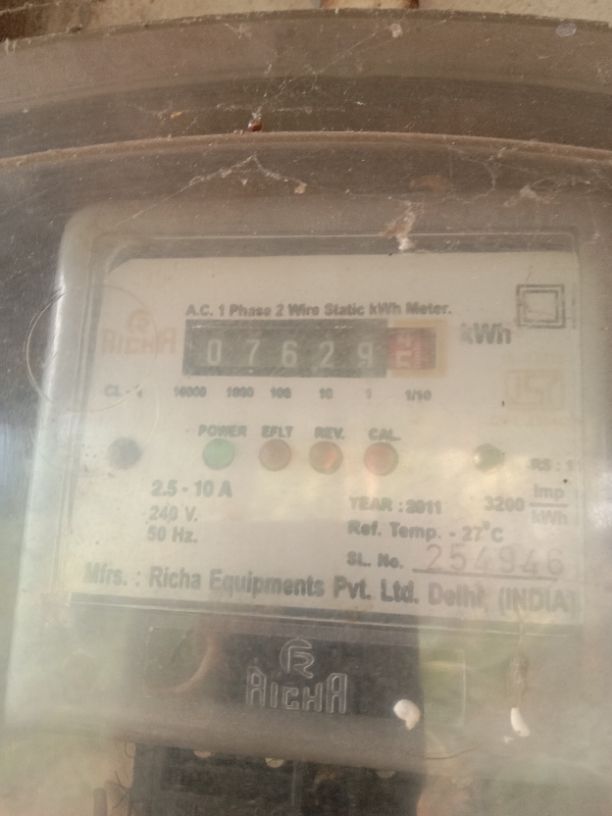 A.C. 1 Phase 2 Wire Static kWh Meter.
RICHA
07629
kWh
10000 1000 100 10 1 1/10
POWER EFLT REV. CAL.
2.5 - 10 A
240 V.
50 Hz.
YEAR : 2011
3200 Imp/kWh
Ref. Temp. - 27°C
SL. No. 254946
Mfrs. : Richa Equipments Pvt. Ltd. Delhi (INDIA)
RICHA